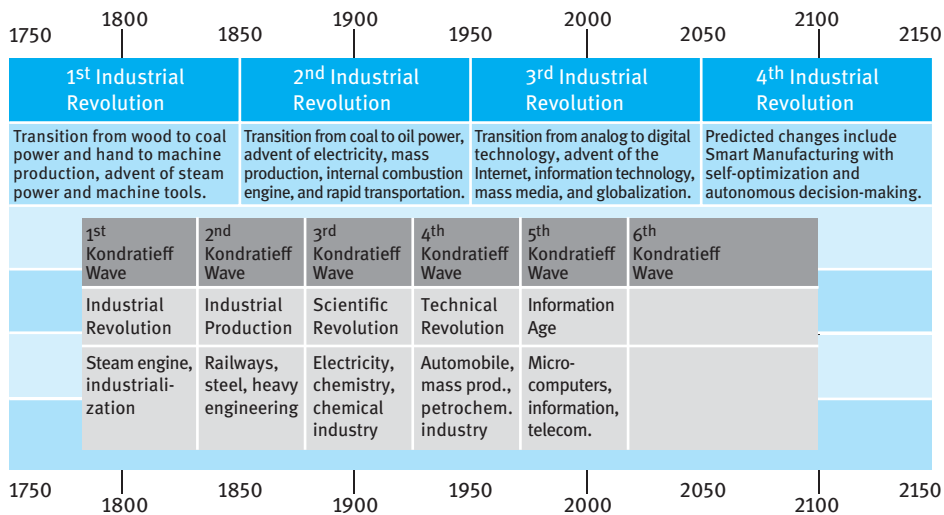 1800 1900 2000 2100
1750 1850 1950 2050 2150
1st Industrial
Revolution
2nd Industrial
Revolution
3rd Industrial
Revolution
4th Industrial
Revolution
Transition from wood to coal
power and hand to machine
production, advent of steam
power and machine tools.
Transition from coal to oil power,
advent of electricity, mass
production, internal combustion
engine, and rapid transportation.
Transition from analog to digital
technology, advent of the
Internet, information technology,
mass media, and globalization.
Predicted changes include
Smart Manufacturing with
self-optimization and
autonomous decision-making.
1st
Kondratieff
Wave
2nd
Kondratieff
Wave
3rd
Kondratieff
Wave
4th
Kondratieff
Wave
5th
Kondratieff
Wave
6th
Kondratieff
Wave
Industrial
Revolution
Industrial
Production
Scientific
Revolution
Technical
Revolution
Information
Age
Steam engine,
industriali-
zation
Railways,
steel, heavy
engineering
Electricity,
chemistry,
chemical
industry
Automobile,
mass prod.,
petrochem.
industry
Micro-
computers,
information,
telecom.
1750 1850 1950 2050 2150
1800 1900 2000 2100